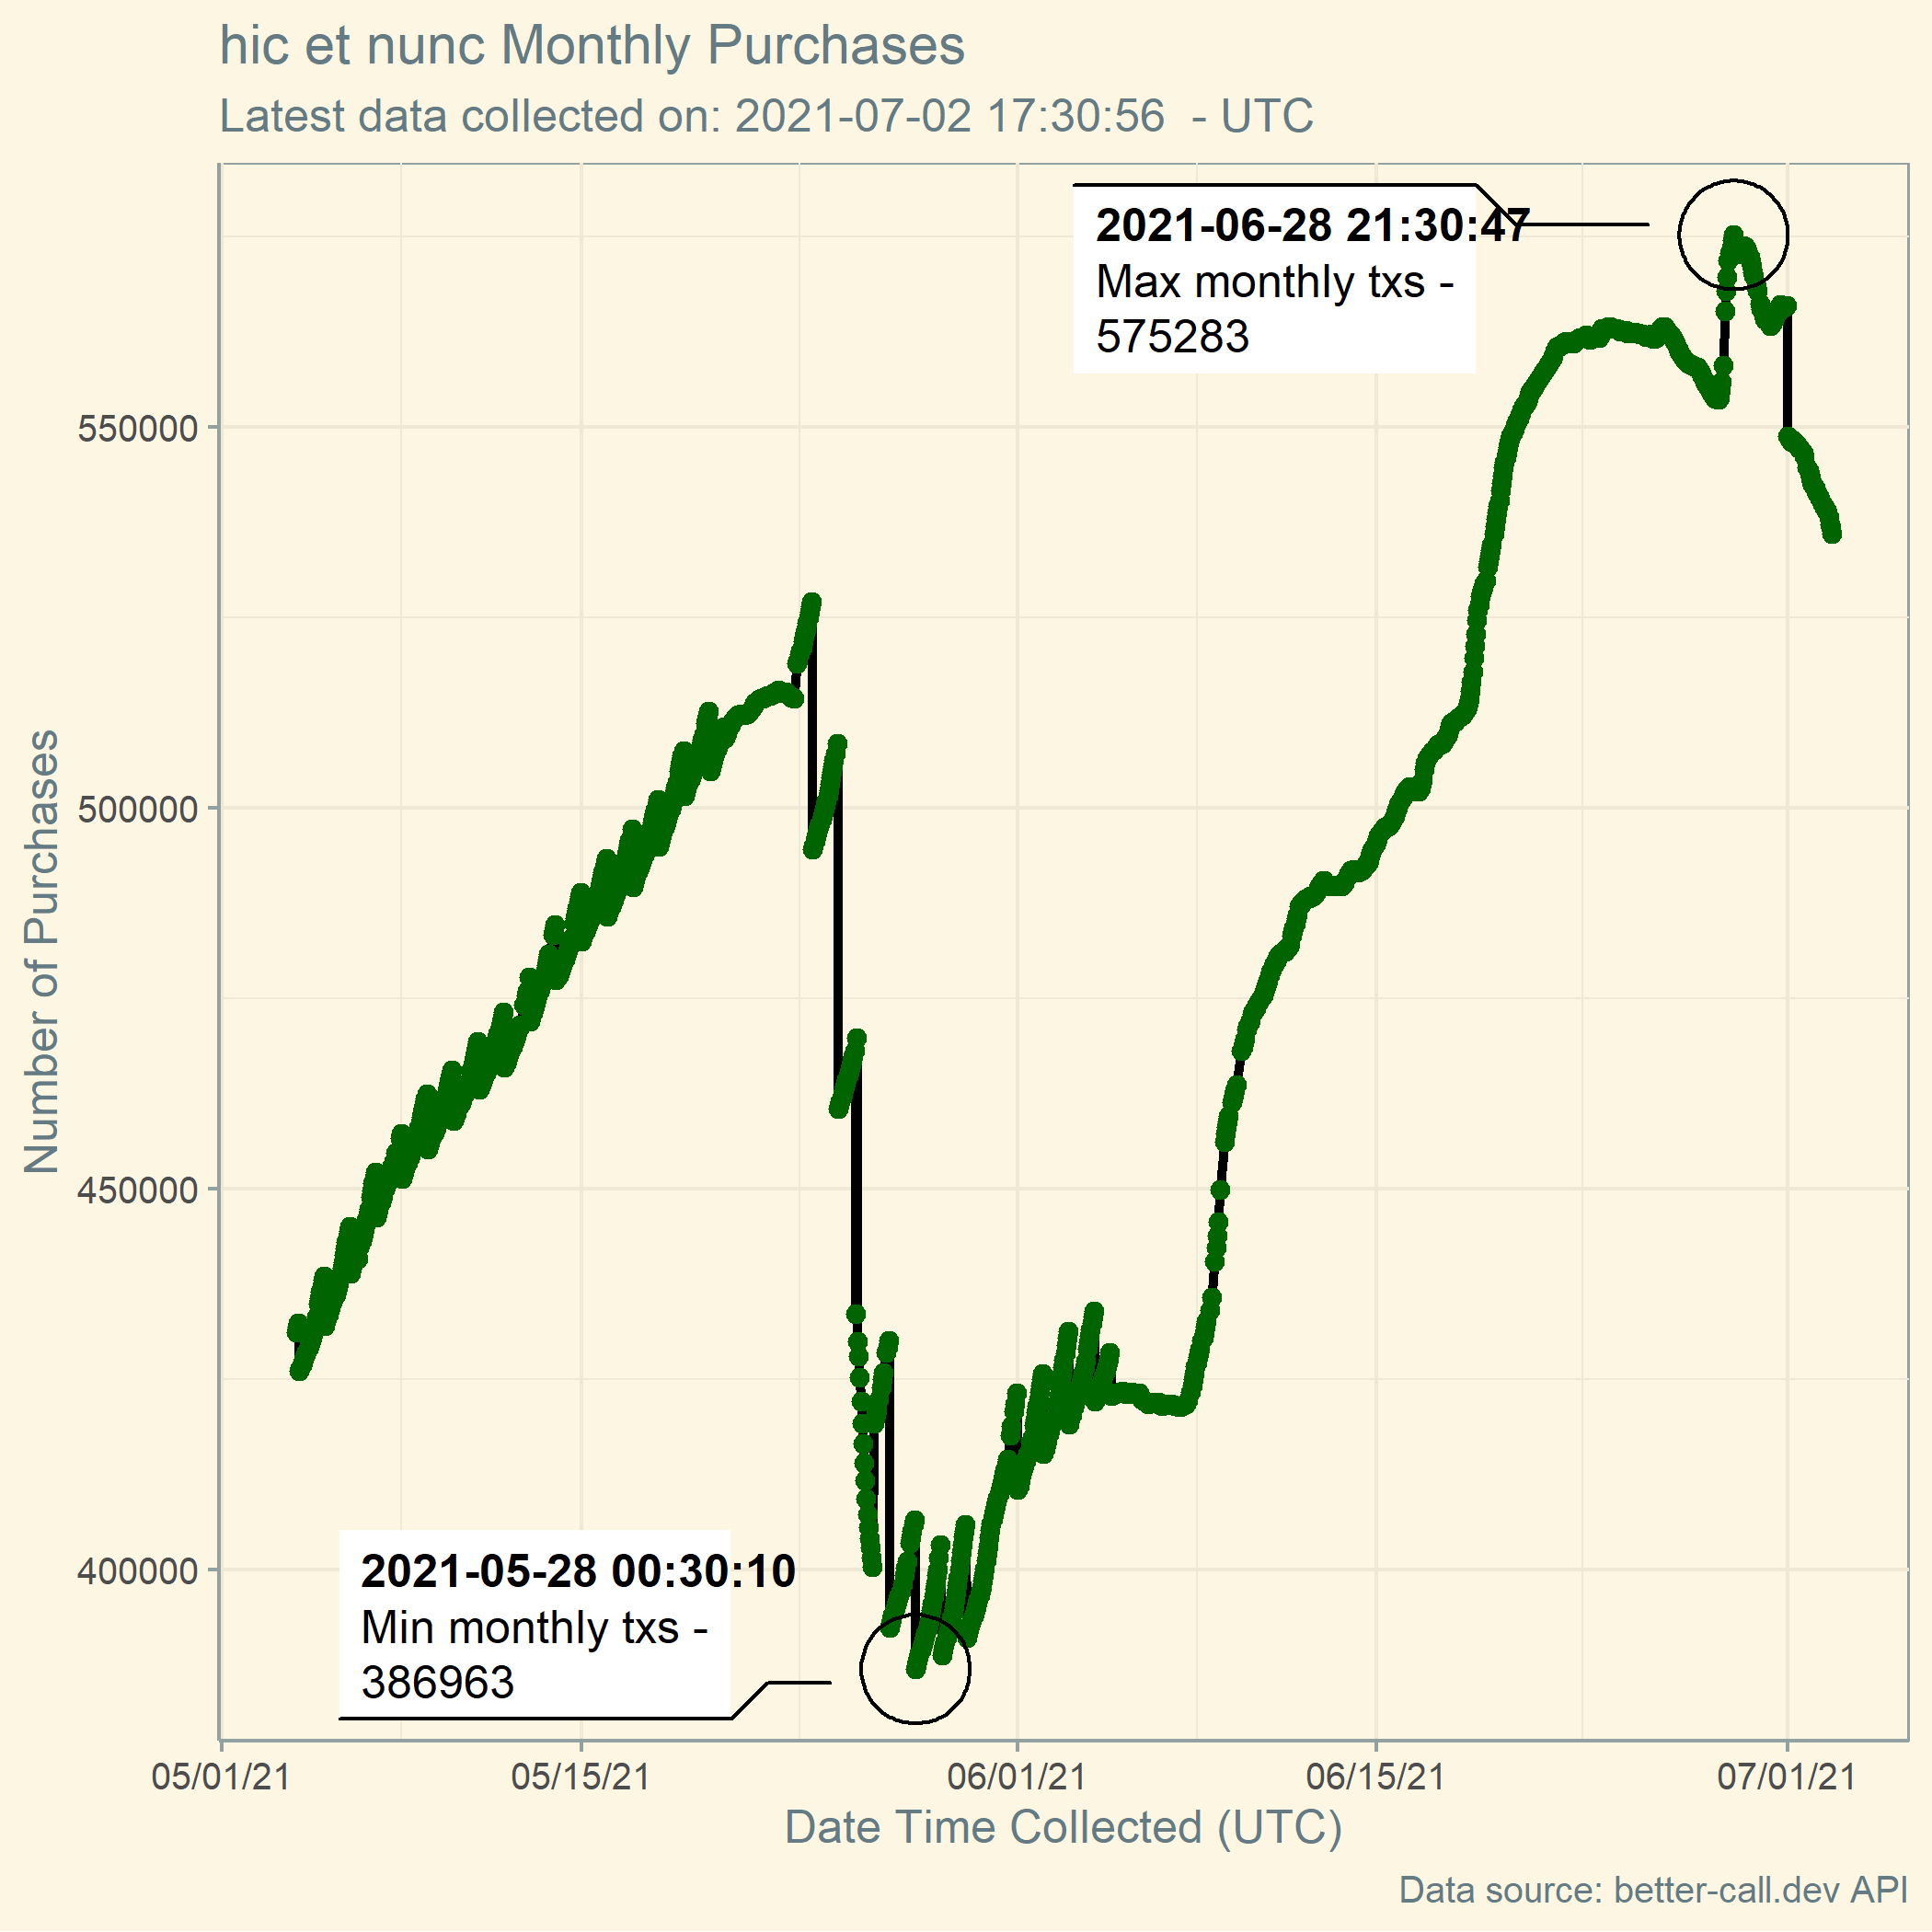 hic et nunc Monthly Purchases
Latest data collected on: 2021-07-02 17:30:56  - UTC
2021-06-28 21:30:47
Max monthly txs -
575283
550000
500000
450000
400000
Number of Purchases
2021-05-28 00:30:10
Min monthly txs -
386963
05/01/21 05/15/21 06/01/21 06/15/21 07/01/21
Date Time Collected (UTC)
Data source: better-call.dev API